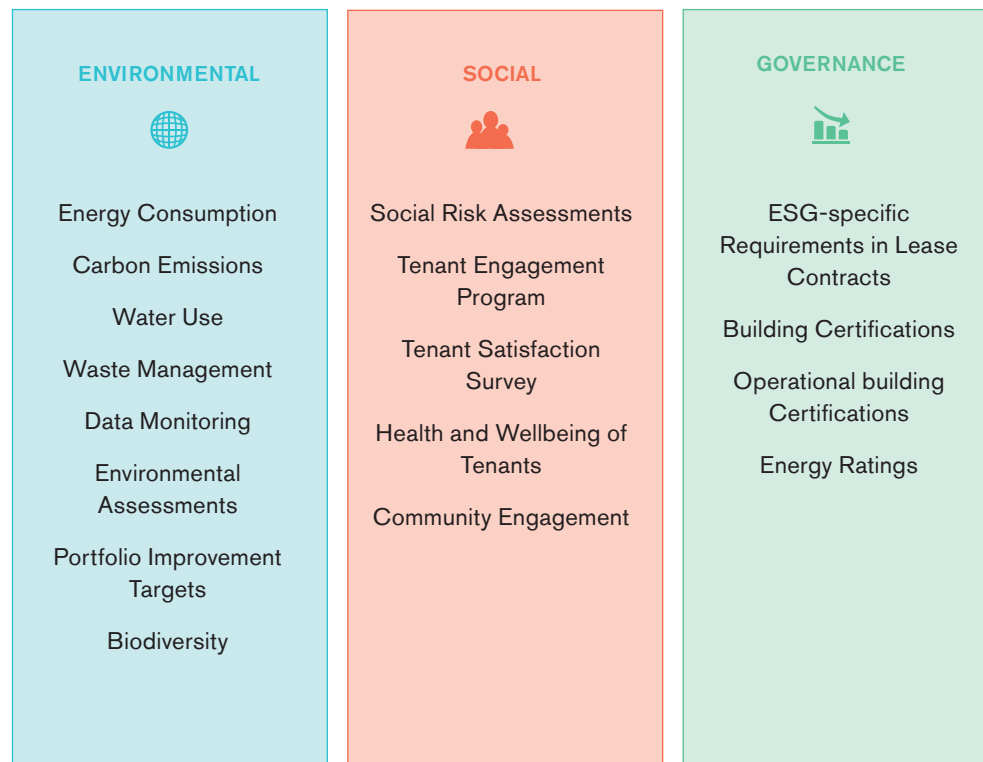 ENVIRONMENTAL
Energy Consumption
Carbon Emissions
Water Use
Waste Management
Data Monitoring
Environmental
Assessments
Portfolio Improvement
Targets
Biodiversity
SOCIAL
Social Risk Assessments
Tenant Engagement
Program
Tenant Satisfaction
Survey
Health and Wellbeing of
Tenants
Community Engagement
GOVERNANCE
ESG-specific
Requirements in Lease
Contracts
Building Certifications
Operational building
Certifications
Energy Ratings